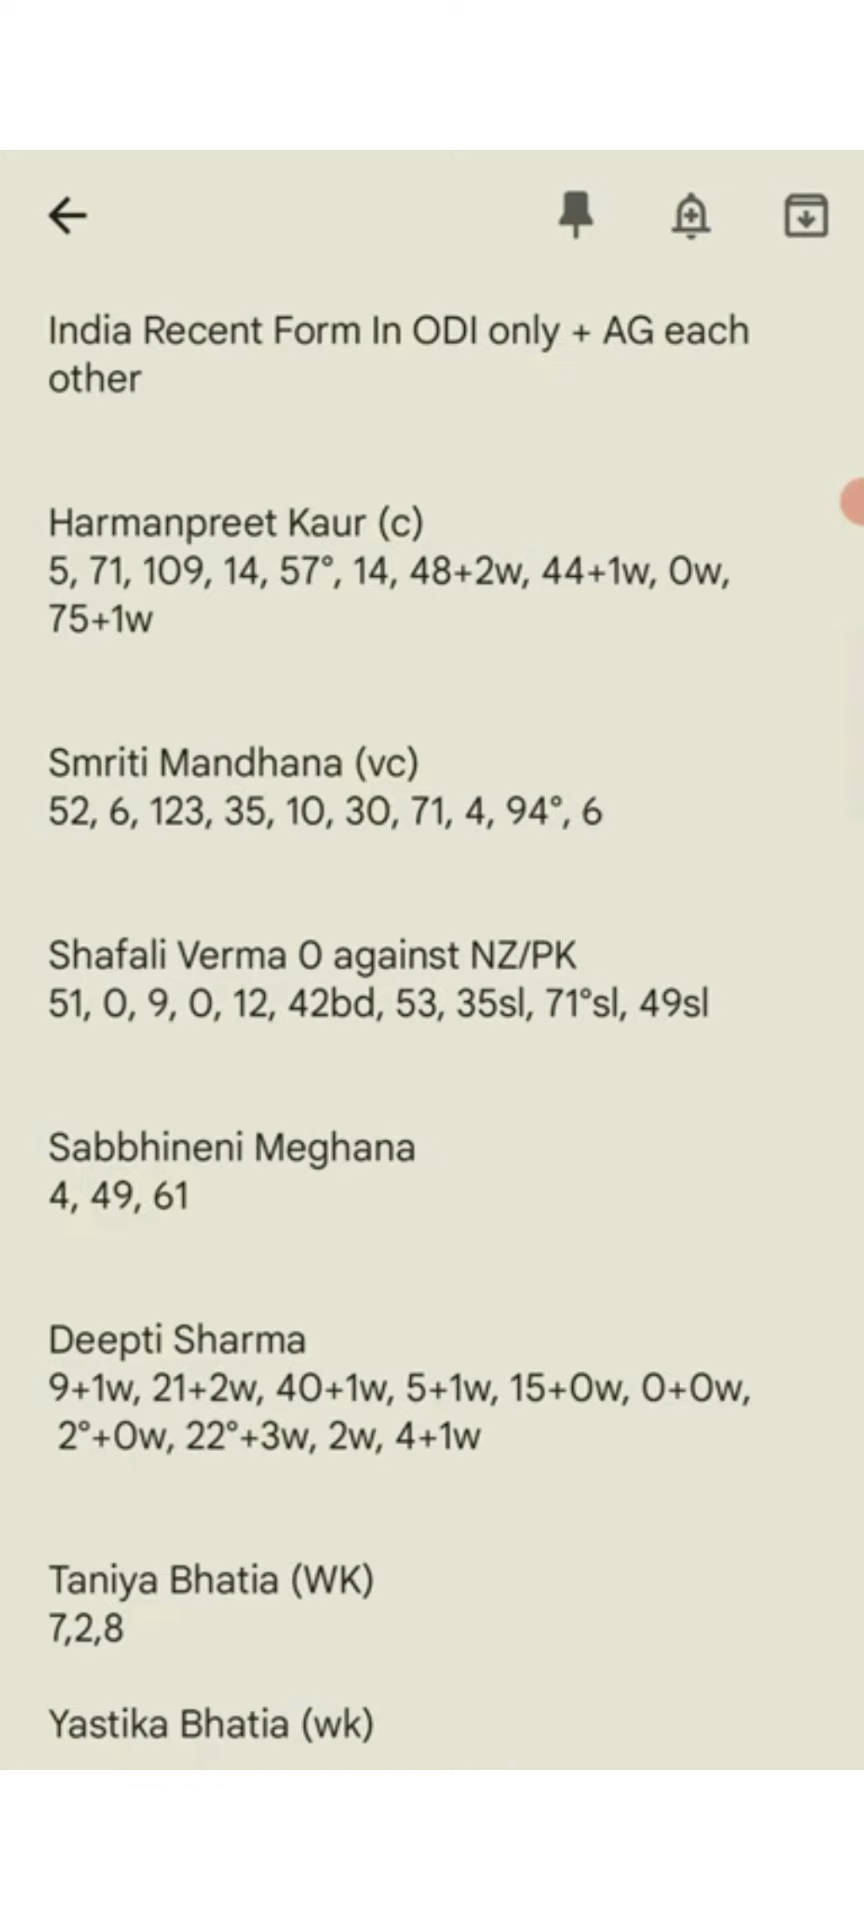 India Recent Form In ODI only + AG each
other
Harmanpreet Kaur (c)
5, 71, 109, 14, 57°, 14, 48+2w, 44+1w, 0w,
75+1w
Smriti Mandhana (vc)
52, 6, 123, 35, 10, 30, 71, 4, 94°, 6
Shafali Verma 0 against NZ/PK
51, 0, 9, 0, 12, 42bd, 53, 35sl, 71°sl, 49sl
Sabbhineni Meghana
4, 49, 61
Deepti Sharma
9+1w, 21+2w, 40+1w, 5+1w, 15+0w, 0+0w,
2°+0w, 22°+3w, 2w, 4+1w
Taniya Bhatia (WK)
7,2,8
Yastika Bhatia (wk)